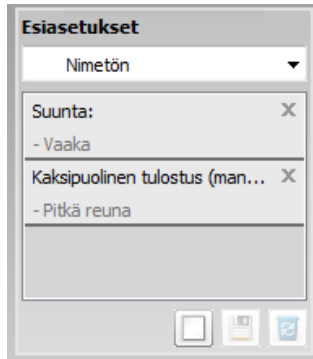 Esiasetukset
Nimetön
Suunta:
- Vaaka
Kaksipuolinen tulostus (man...
- Pitkä reuna